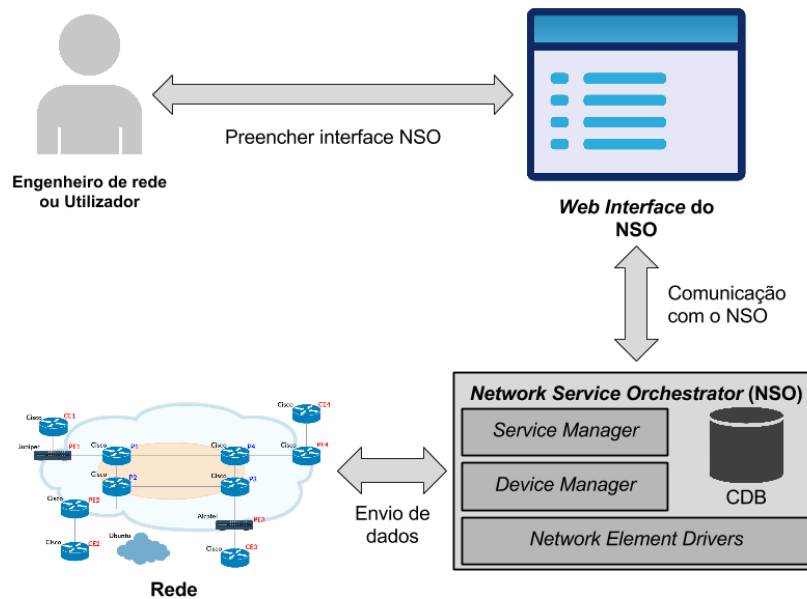 Preencher interface NSO
Engenheiro de rede
ou Utilizador
Web Interface do
NSO
Comunicação
com o NSO
Network Service Orchestrator (NSO)
Service Manager
Device Manager
CDB
Network Element Drivers
Envio de
dados
Cisco CE4
Cisco CE1
Juniper PE1
Cisco P1
Cisco P4
Cisco PE4
P2
Cisco
Cisco P3
PE2
Alcatel PE3
Ubuntu
Cisco CE2
Cisco CE3
Rede